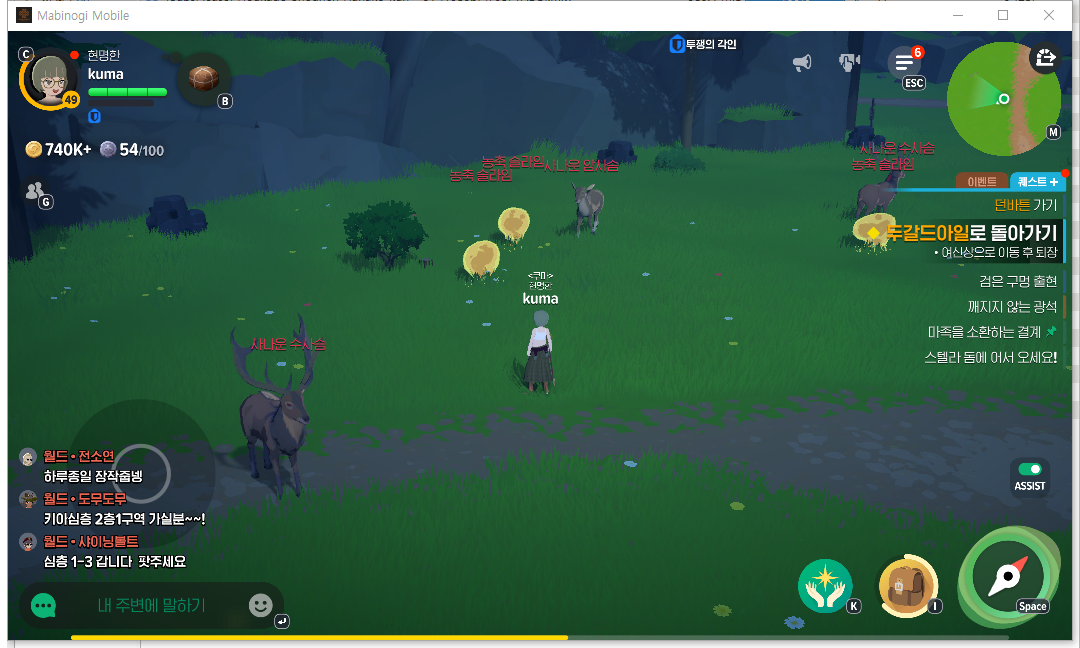 Mabinogi Mobile
C
현명한
kuma
49
B
740K+
54/100
G
투쟁의 각인
6
ESC
M
이벤트
퀘스트 +
던바튼 가기
두갈드아일로 돌아가기
• 여신상으로 이동 후 퇴장
검은 구멍 출현
깨지지 않는 광석
마족을 소환하는 결계
스텔라 돔에 어서 오세요!
농축 슬라임
사나운 암사슴
농축 슬라임
사나운 수사슴
농축 슬라임
<쿠마>
현명한
kuma
사나운 수사슴
월드 • 전소연
하루종일 잠작줍넹
월드 • 도무도무
키아심층 2층1구역 가실분~~!
월드 • 샤이닝볼트
심층 1-3 갑니다 팟주세요
내 주변에 말하기
ASSIST
K
I
Space